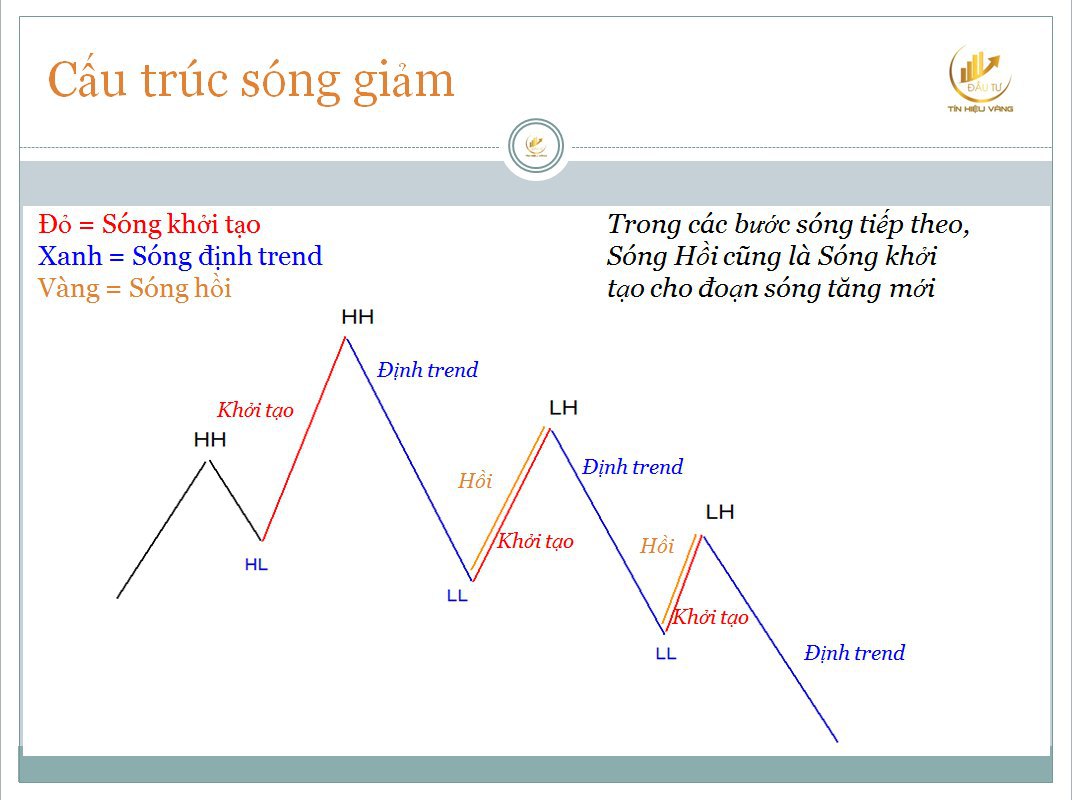 Cấu trúc sóng giảm
ĐẦU TƯ
TÍN HIỆU VÀNG
TÍN HIỆU VÀNG
Đỏ = Sóng khởi tạo
Xanh = Sóng định trend
Vàng = Sóng hồi
Trong các bước sóng tiếp theo,
Sóng Hồi cũng là Sóng khởi
tạo cho đoạn sóng tăng mới
HH
Định trend
Khởi tạo
LH
HH
Định trend
Hồi
LH
Khởi tạo
Hồi
HL
LL
Khởi tạo
LL
Định trend